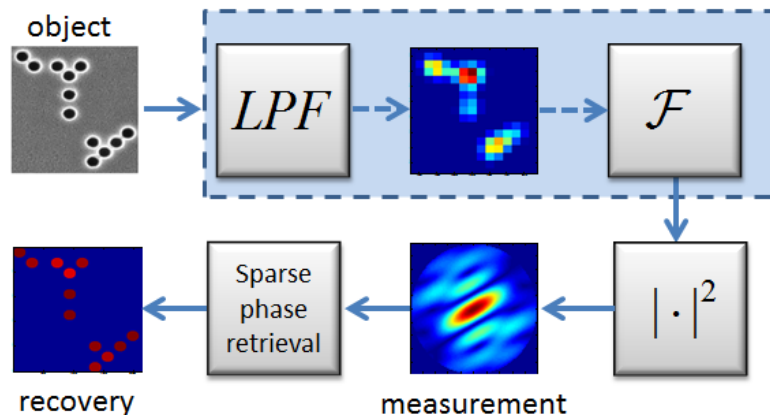 object
LPF
ℱ
| · |²
Sparse
phase
retrieval
recovery
measurement